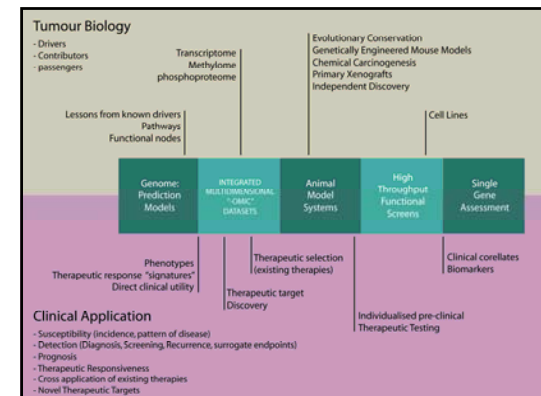 Tumour Biology
- Drivers
- Contributors
- passengers
Transcriptome
Methylome
phosphoproteome
Evolutionary Conservation
Genetically Engineered Mouse Models
Chemical Carcinogenesis
Primary Xenografts
Independent Discovery
Lessons from known drivers
Pathways
Functional nodes
Cell Lines
Genome:
Prediction
Models
INTEGRATED
MULTIDIMENSIONAL
"-OMIC"
DATASETS
Animal
Model
Systems
High
Throughput
Functional
Screens
Single
Gene
Assessment
Phenotypes
Therapeutic response "signatures"
Direct clinical utility
Therapeutic selection
(existing therapies)
Therapeutic target
Discovery
Clinical corellates
Biomarkers
Individualised pre-clinical
Therapeutic Testing
Clinical Application
- Susceptibility (incidence, pattern of disease)
- Detection (Diagnosis, Screening, Recurrence, surrogate endpoints)
- Prognosis
- Therapeutic Responsiveness
- Cross application of existing therapies
- Novel Therapeutic Targets